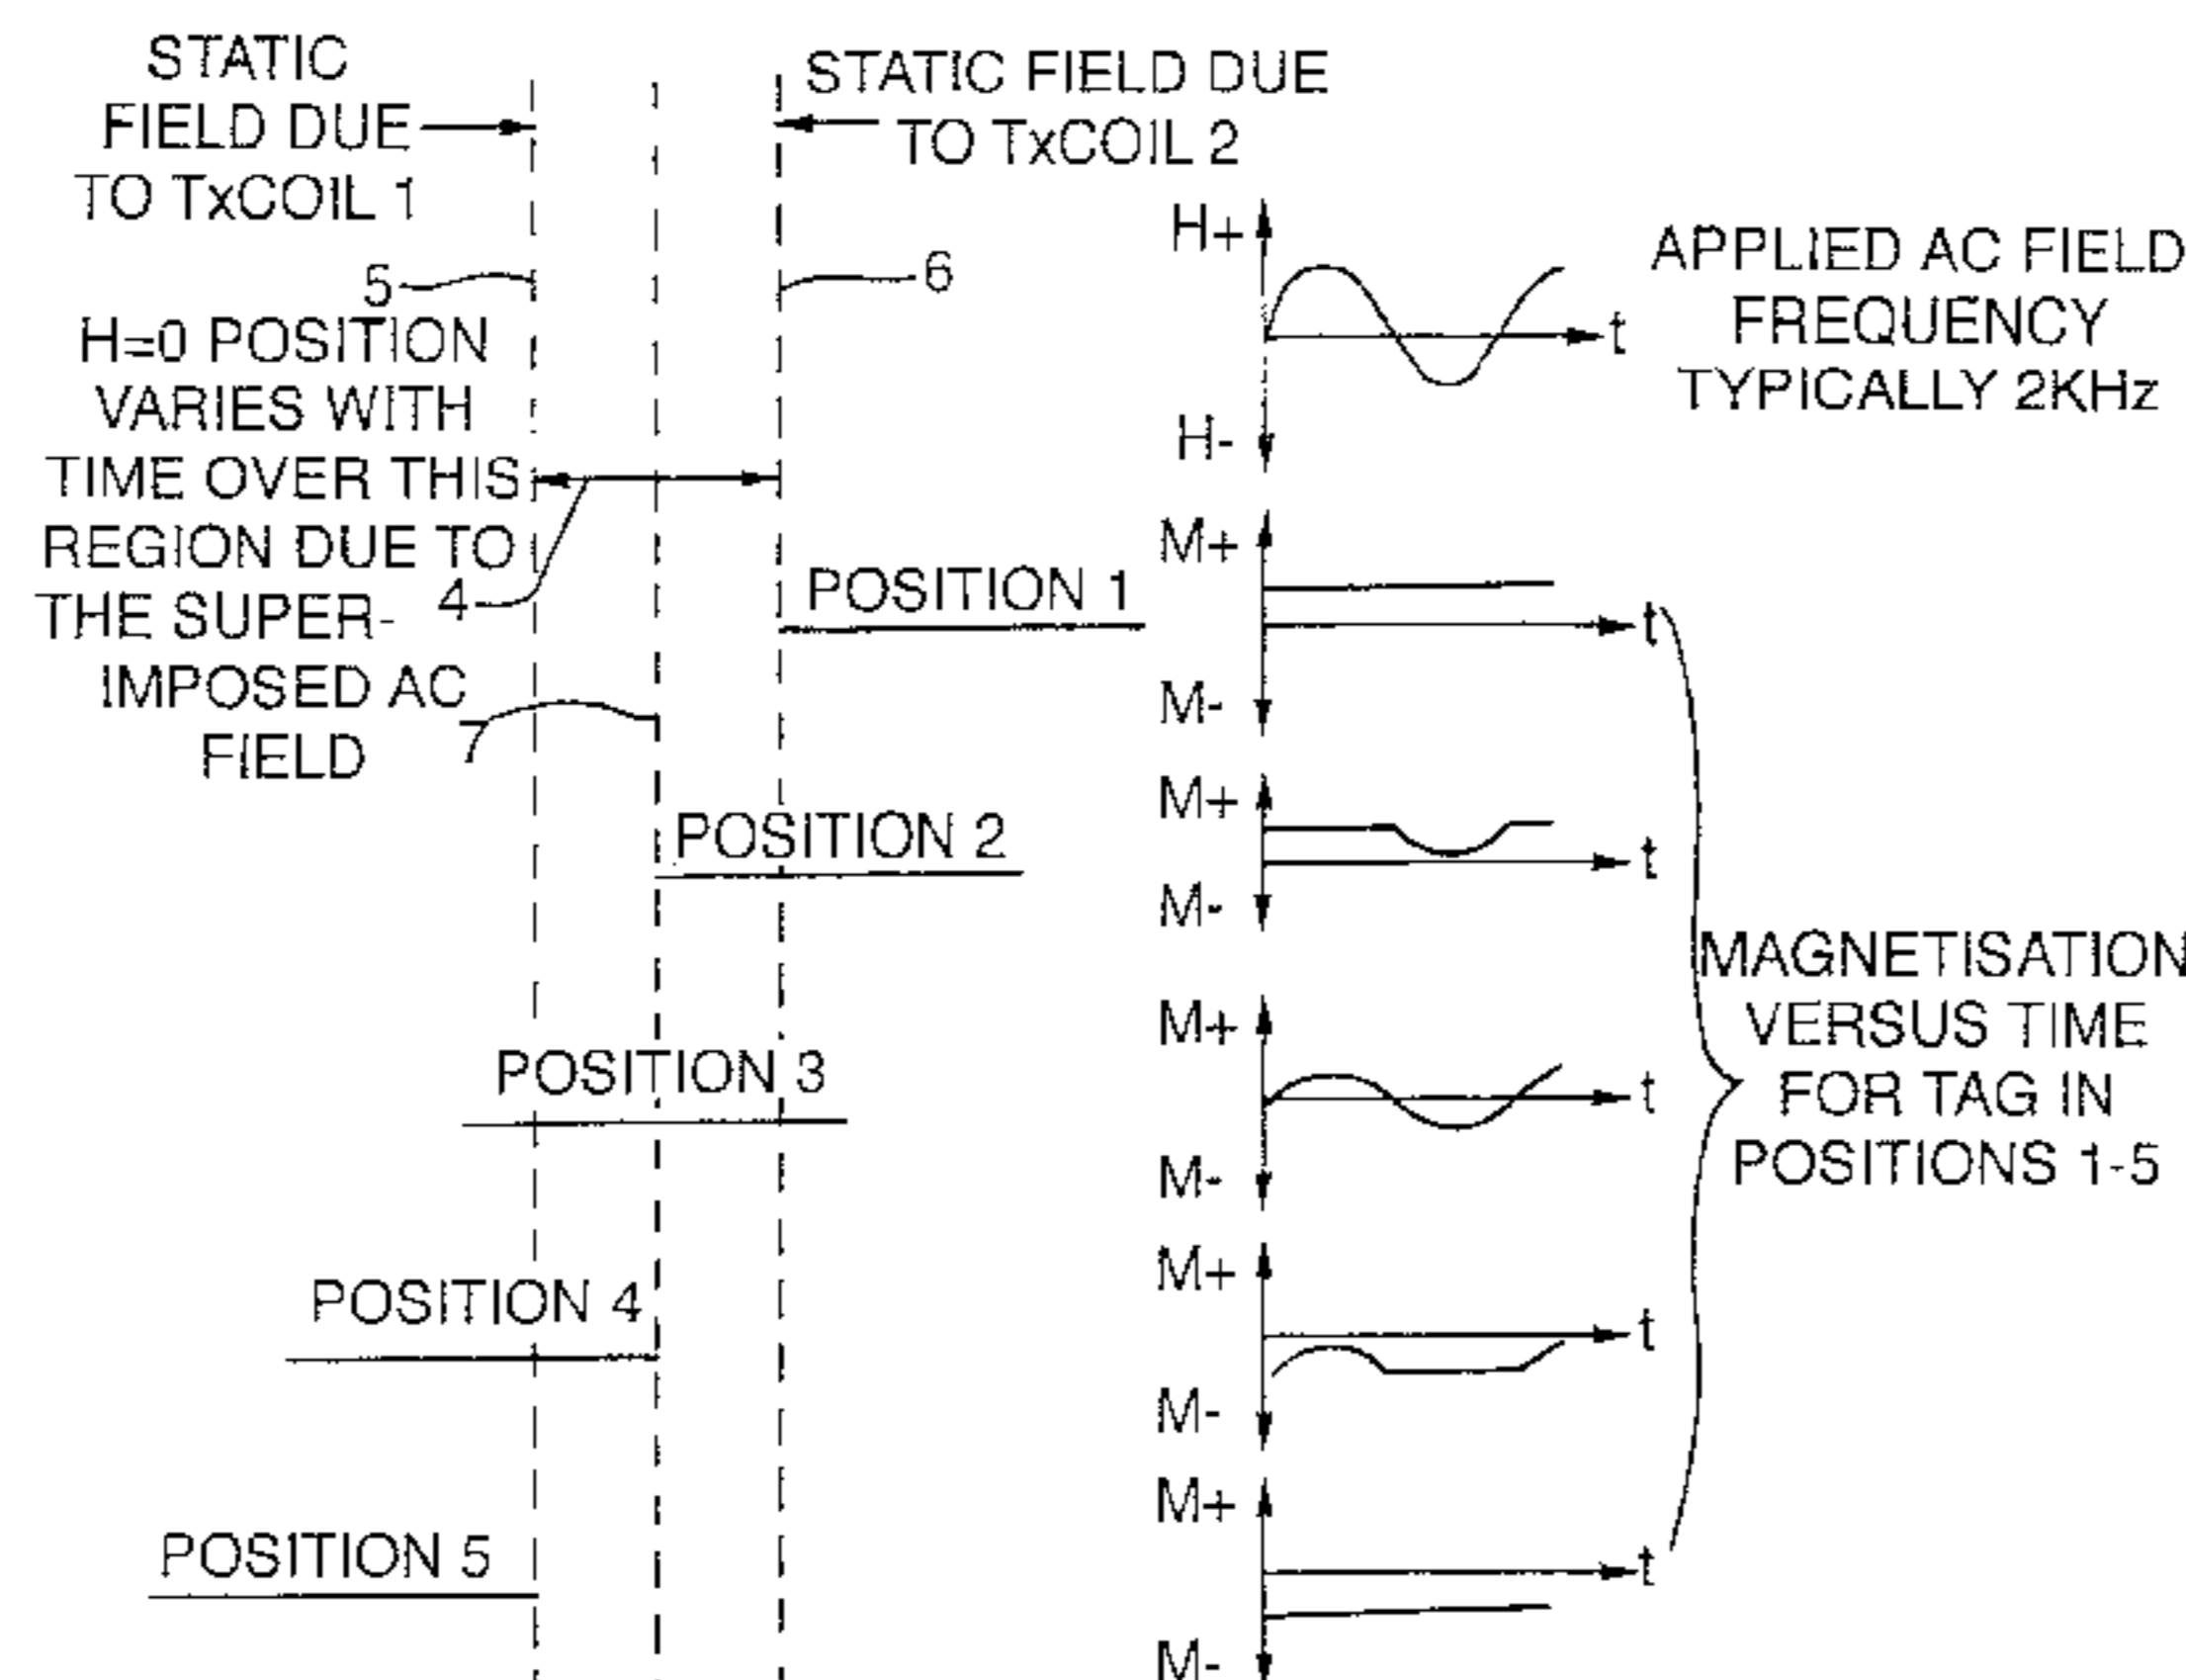 STATIC
FIELD DUE
TO TxCOIL 1
STATIC FIELD DUE
TO TxCOIL 2
5
6
H=0 POSITION
VARIES WITH
TIME OVER THIS
REGION DUE TO
THE SUPER-
IMPOSED AC
FIELD
4
7
H+
H-
t
APPLIED AC FIELD
FREQUENCY
TYPICALLY 2KHz
POSITION 1
M+
M-
t
POSITION 2
M+
M-
t
POSITION 3
M+
M-
t
POSITION 4
M+
M-
t
POSITION 5
M+
M-
t
MAGNETISATION
VERSUS TIME
FOR TAG IN
POSITIONS 1-5